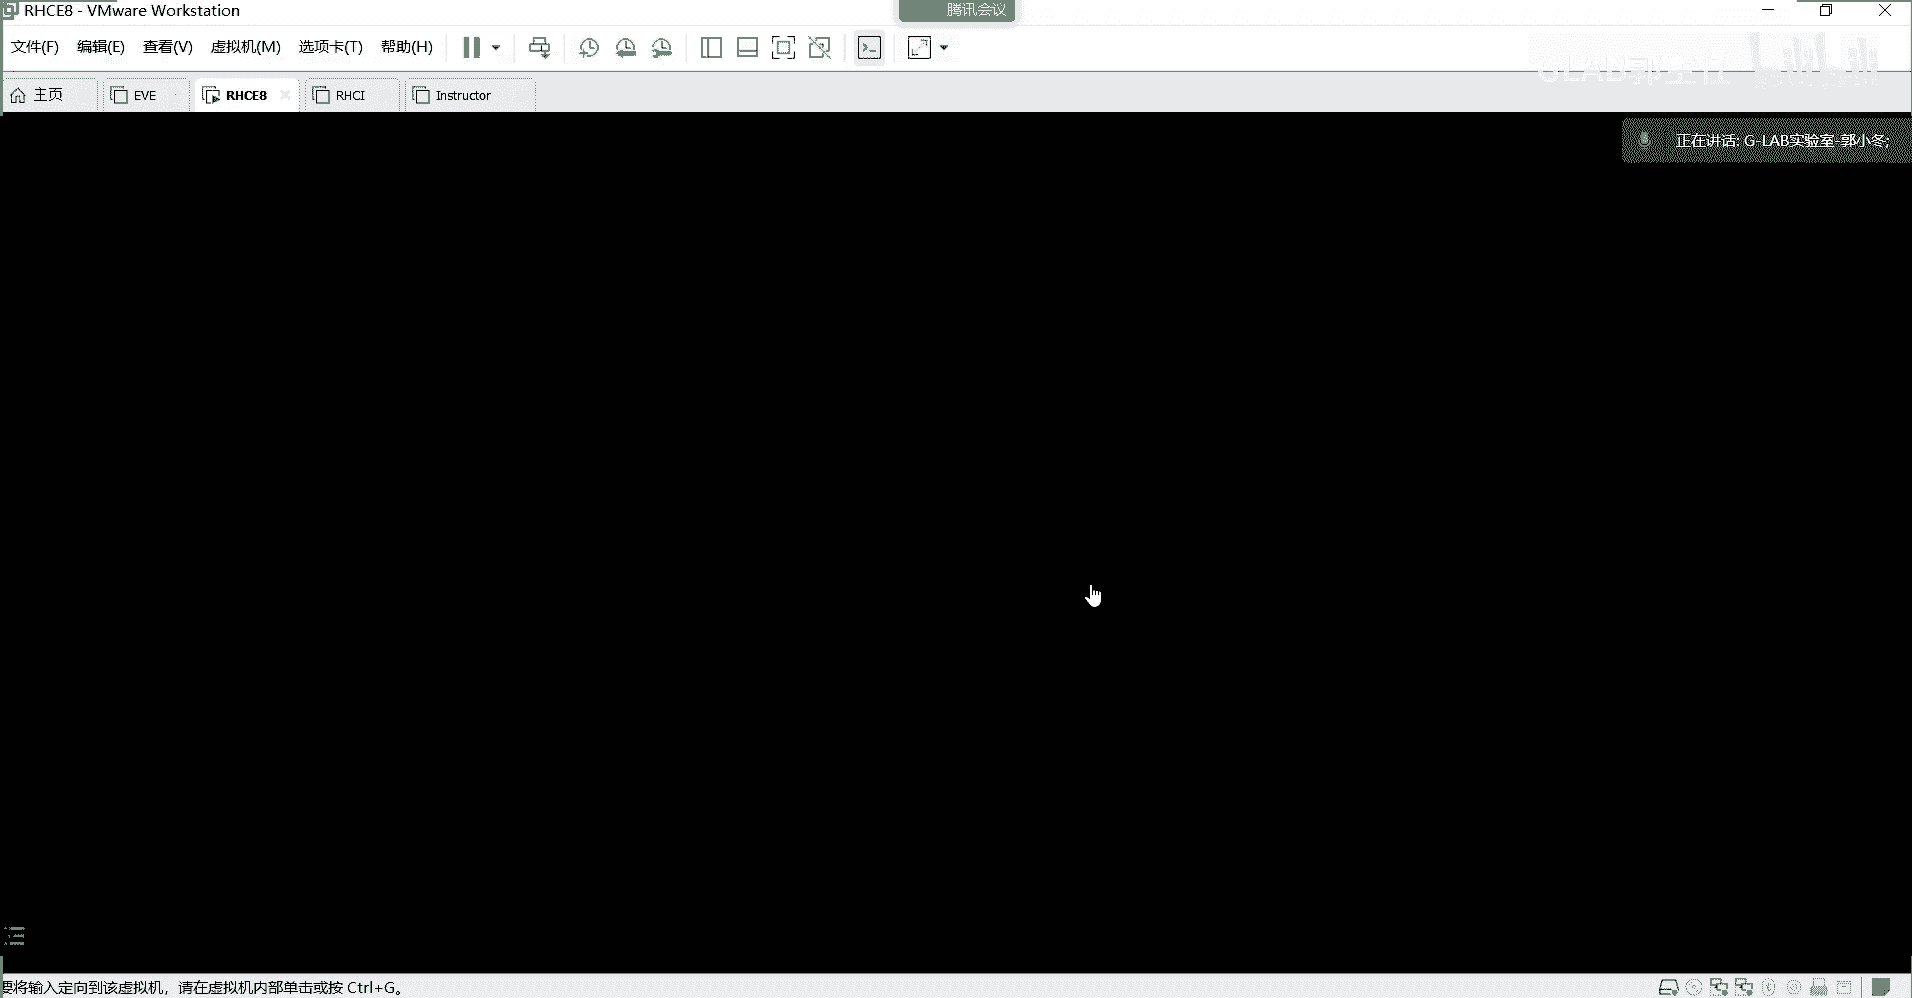 RHCE8 - VMware Workstation
腾讯会议
文件(F) 编辑(E) 查看(V) 虚拟机(M) 选项卡(T) 帮助(H)
主页 EVE RHCE8 RHCI Instructor
正在讲话: G-LAB实验室-郭小冬;
要将输入定向到该虚拟机，请在虚拟机内部单击或按 Ctrl+G。